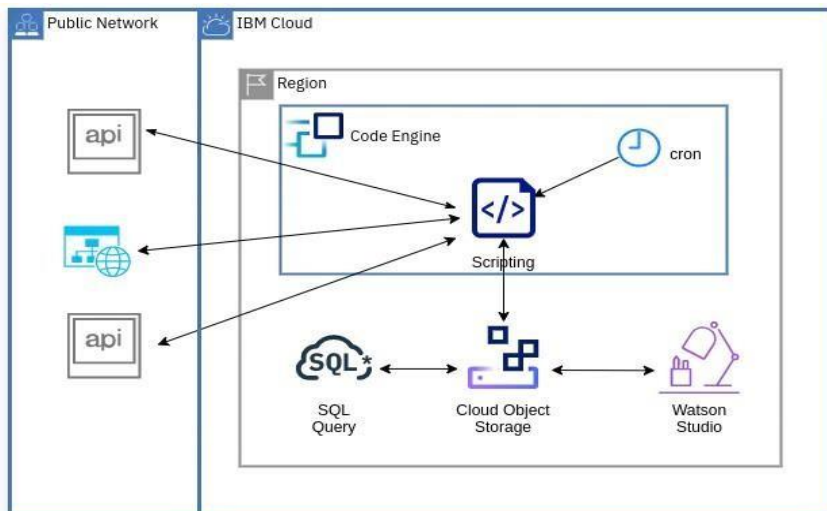 Public Network
IBM Cloud
Region
api
Code Engine
cron
</>
Scripting
api
SQL*
SQL
Query
Cloud Object
Storage
Watson
Studio